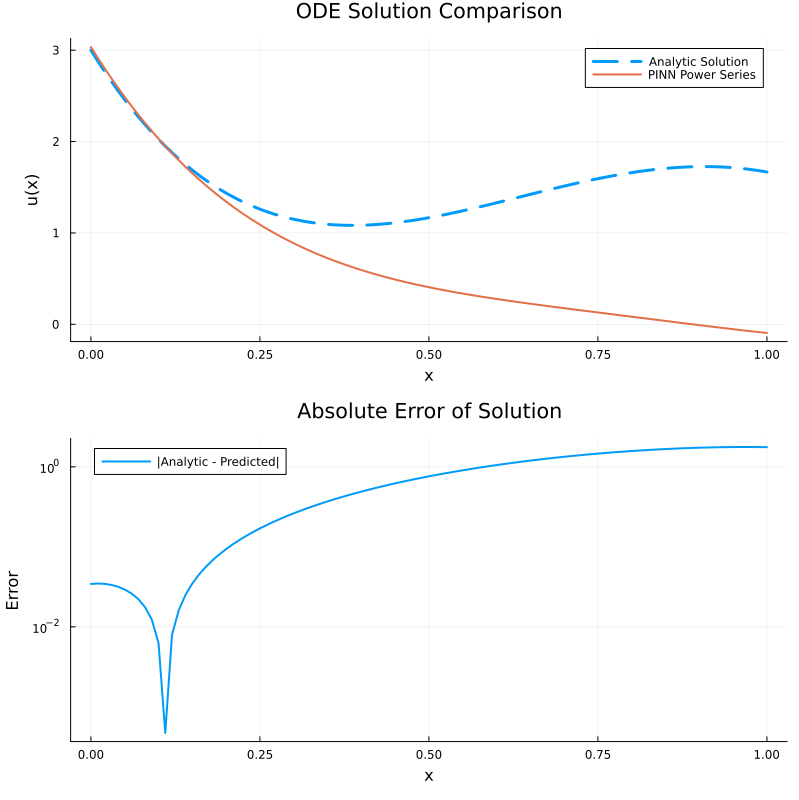 ODE Solution Comparison
Analytic Solution
PINN Power Series
u(x)
3
2
1
0
0.00 0.25 0.50 0.75 1.00
x
Absolute Error of Solution
|Analytic - Predicted|
Error
10⁰
10⁻²
0.00 0.25 0.50 0.75 1.00
x